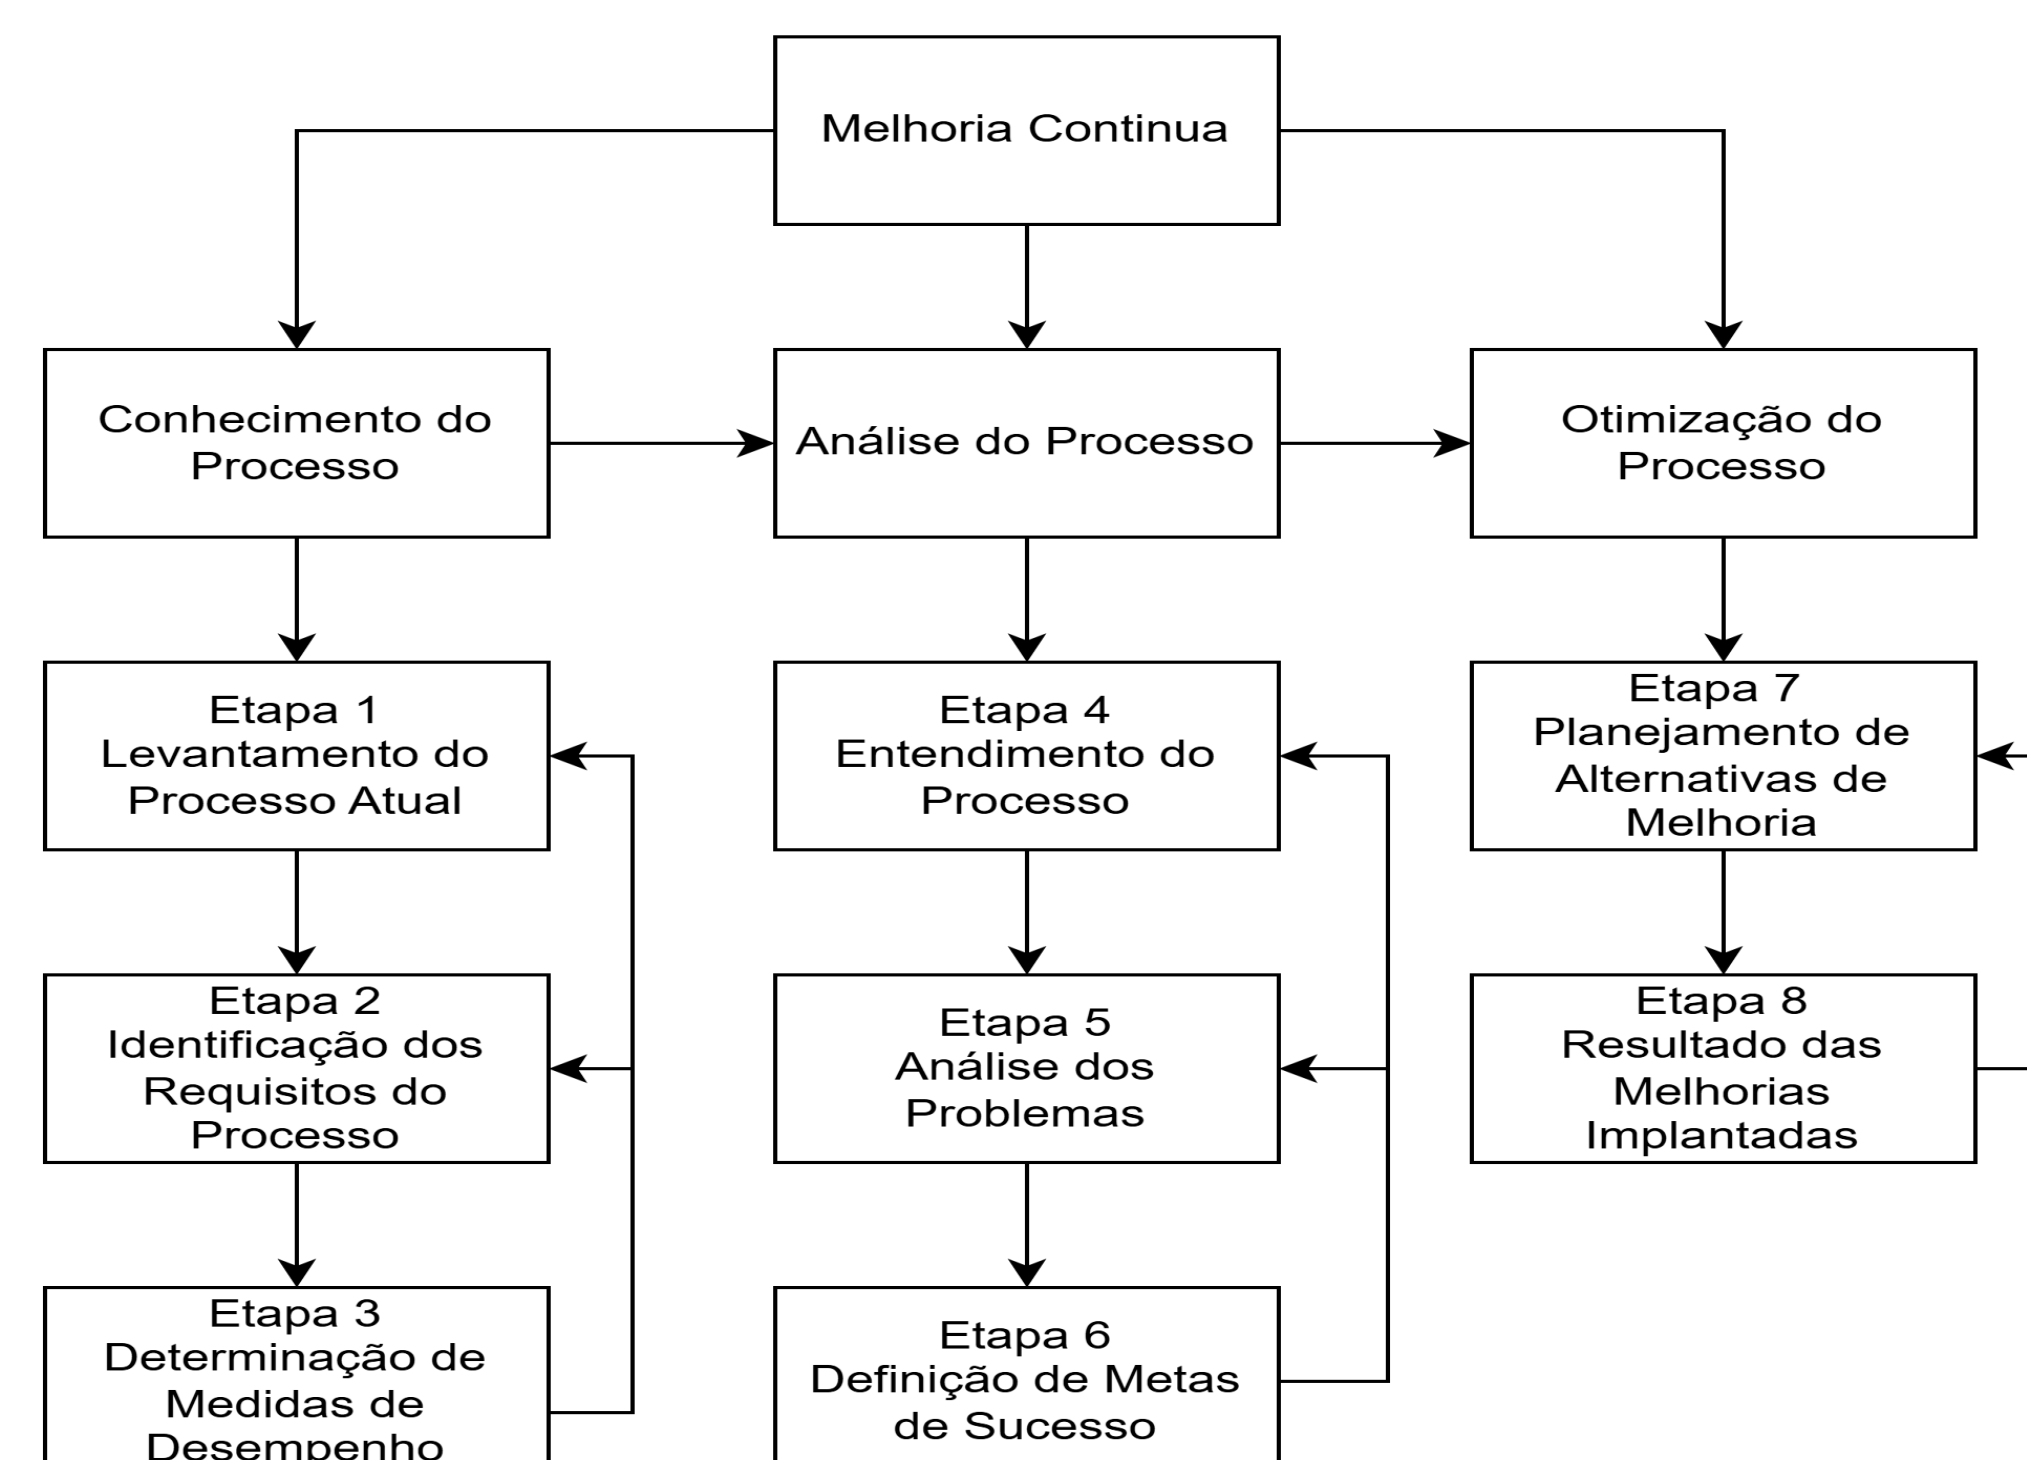 Melhoria Continua
Conhecimento do
Processo
Análise do Processo
Otimização do
Processo
Etapa 1
Levantamento do
Processo Atual
Etapa 4
Entendimento do
Processo
Etapa 7
Planejamento de
Alternativas de
Melhoria
Etapa 2
Identificação dos
Requisitos do
Processo
Etapa 5
Análise dos
Problemas
Etapa 8
Resultado das
Melhorias
Implantadas
Etapa 3
Determinação de
Medidas de
Desempenho
Etapa 6
Definição de Metas
de Sucesso